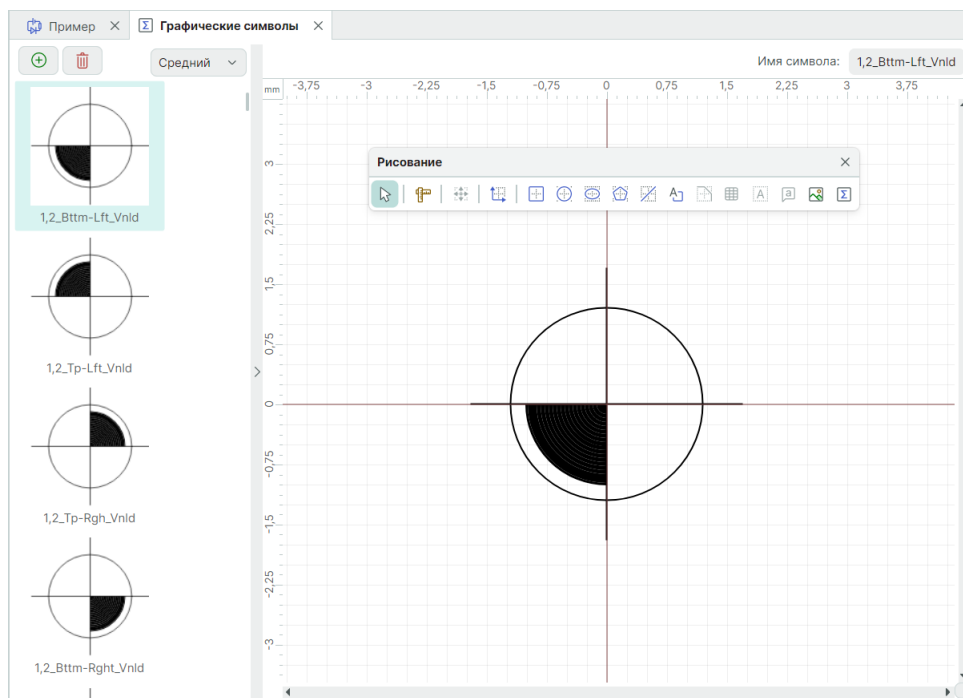 Пример
Σ Графические символы
Средний
Имя символа: 1,2_Bttm-Lft_Vnld
mm -3,75 -3 -2,25 -1,5 -0,75 0 0,75 1,5 2,25 3 3,75
1,2_Bttm-Lft_Vnld
1,2_Tp-Lft_Vnld
1,2_Tp-Rgh_Vnld
1,2_Bttm-Rght_Vnld
Рисование
A A a Σ
3
2,25
1,5
0,75
0
-0,75
-1,5
-2,25
-3